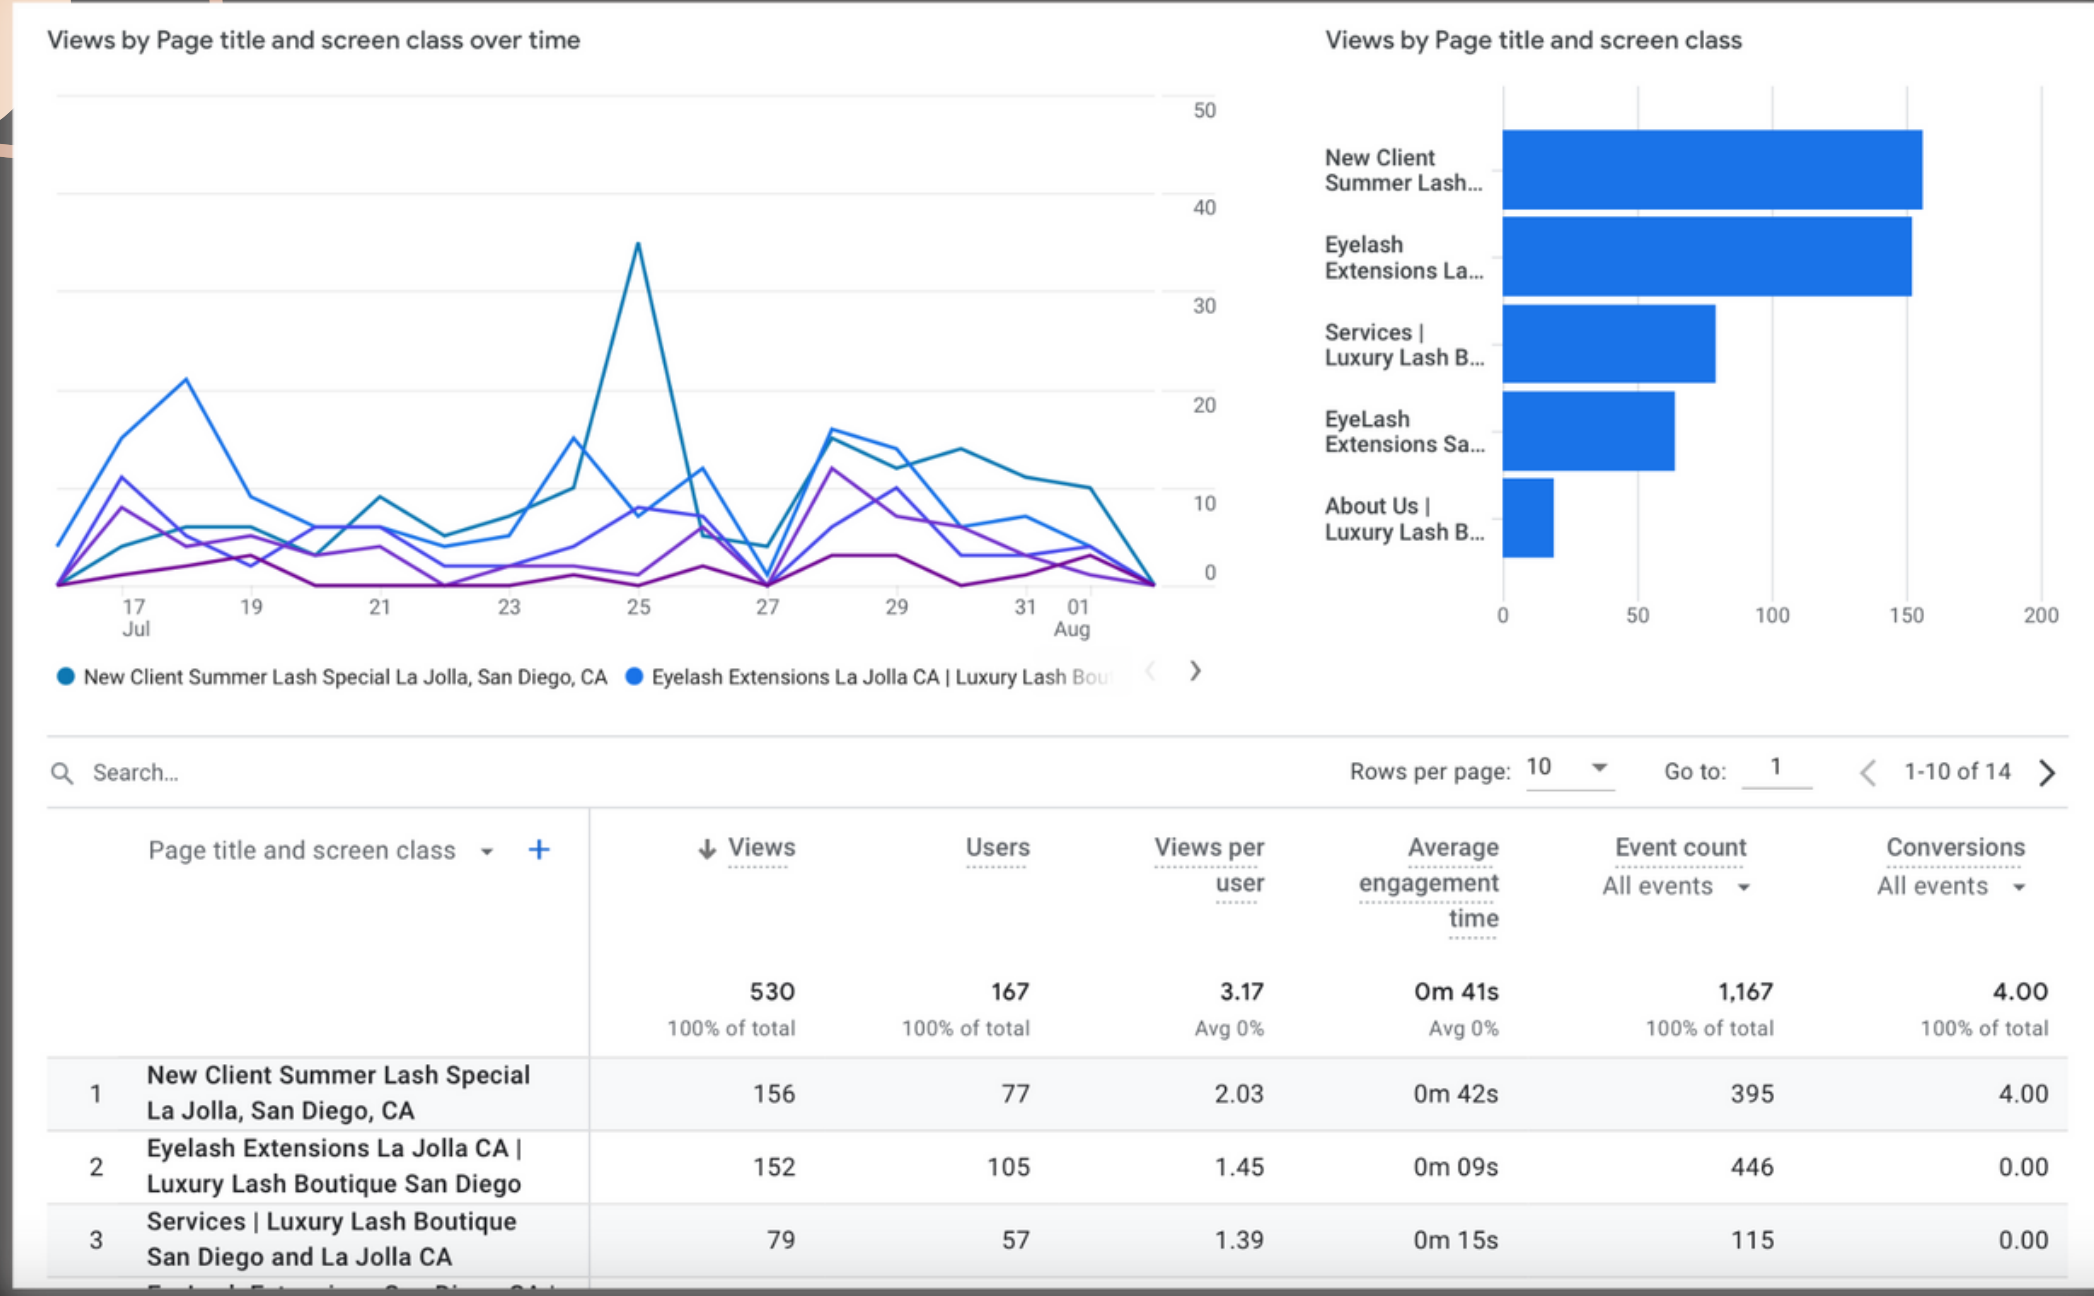 Views by Page title and screen class over time
50
40
30
20
10
0
17
Jul
19
21
23
25
27
29
31
01
Aug
New Client Summer Lash Special La Jolla, San Diego, CA
Eyelash Extensions La Jolla CA | Luxury Lash Bou
Views by Page title and screen class
New Client
Summer Lash...
Eyelash
Extensions La...
Services |
Luxury Lash B...
EyeLash
Extensions Sa...
About Us |
Luxury Lash B...
0 50 100 150 200
Search...
Rows per page: 10 Go to: 1 1-10 of 14
Page title and screen class +
Views
Users
Views per
user
Average
engagement
time
Event count
All events
Conversions
All events
530 167 3.17 0m 41s 1,167 4.00
100% of total 100% of total Avg 0% Avg 0% 100% of total 100% of total
1 New Client Summer Lash Special
La Jolla, San Diego, CA
156 77 2.03 0m 42s 395 4.00
2 Eyelash Extensions La Jolla CA |
Luxury Lash Boutique San Diego
152 105 1.45 0m 09s 446 0.00
3 Services | Luxury Lash Boutique
San Diego and La Jolla CA
79 57 1.39 0m 15s 115 0.00